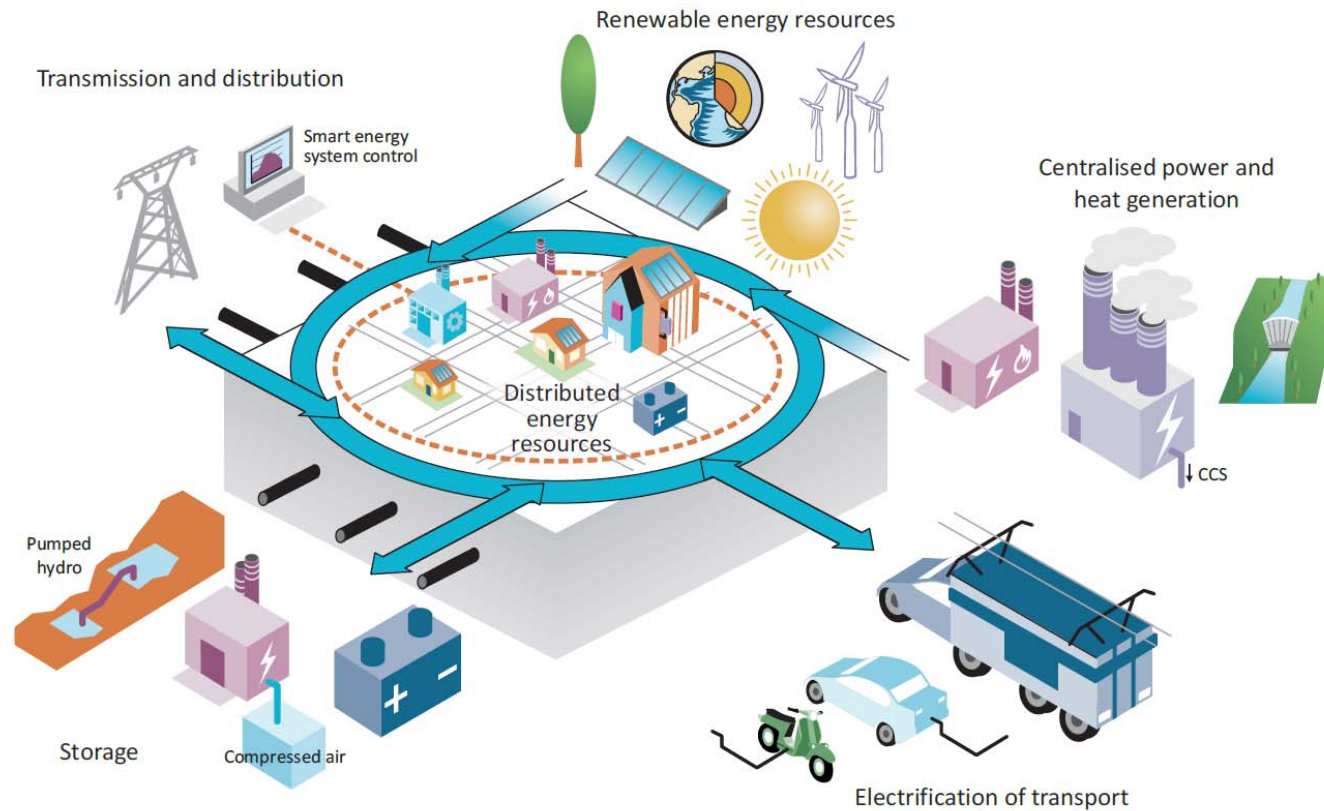 Renewable energy resources
Transmission and distribution
Smart energy
system control
Centralised power and
heat generation
Distributed
energy
resources
CCS
Pumped
hydro
Compressed air
Storage
Electrification of transport